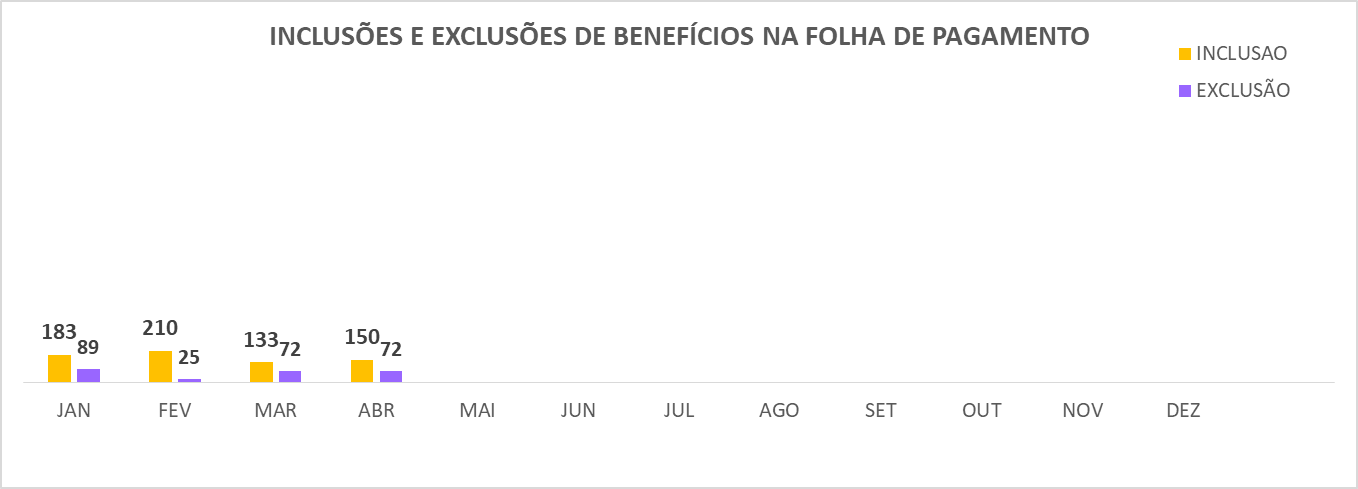 INCLUSÕES E EXCLUSÕES DE BENEFÍCIOS NA FOLHA DE PAGAMENTO
INCLUSAO
EXCLUSÃO
183 89 210 25 133 72 150 72
JAN FEV MAR ABR MAI JUN JUL AGO SET OUT NOV DEZ